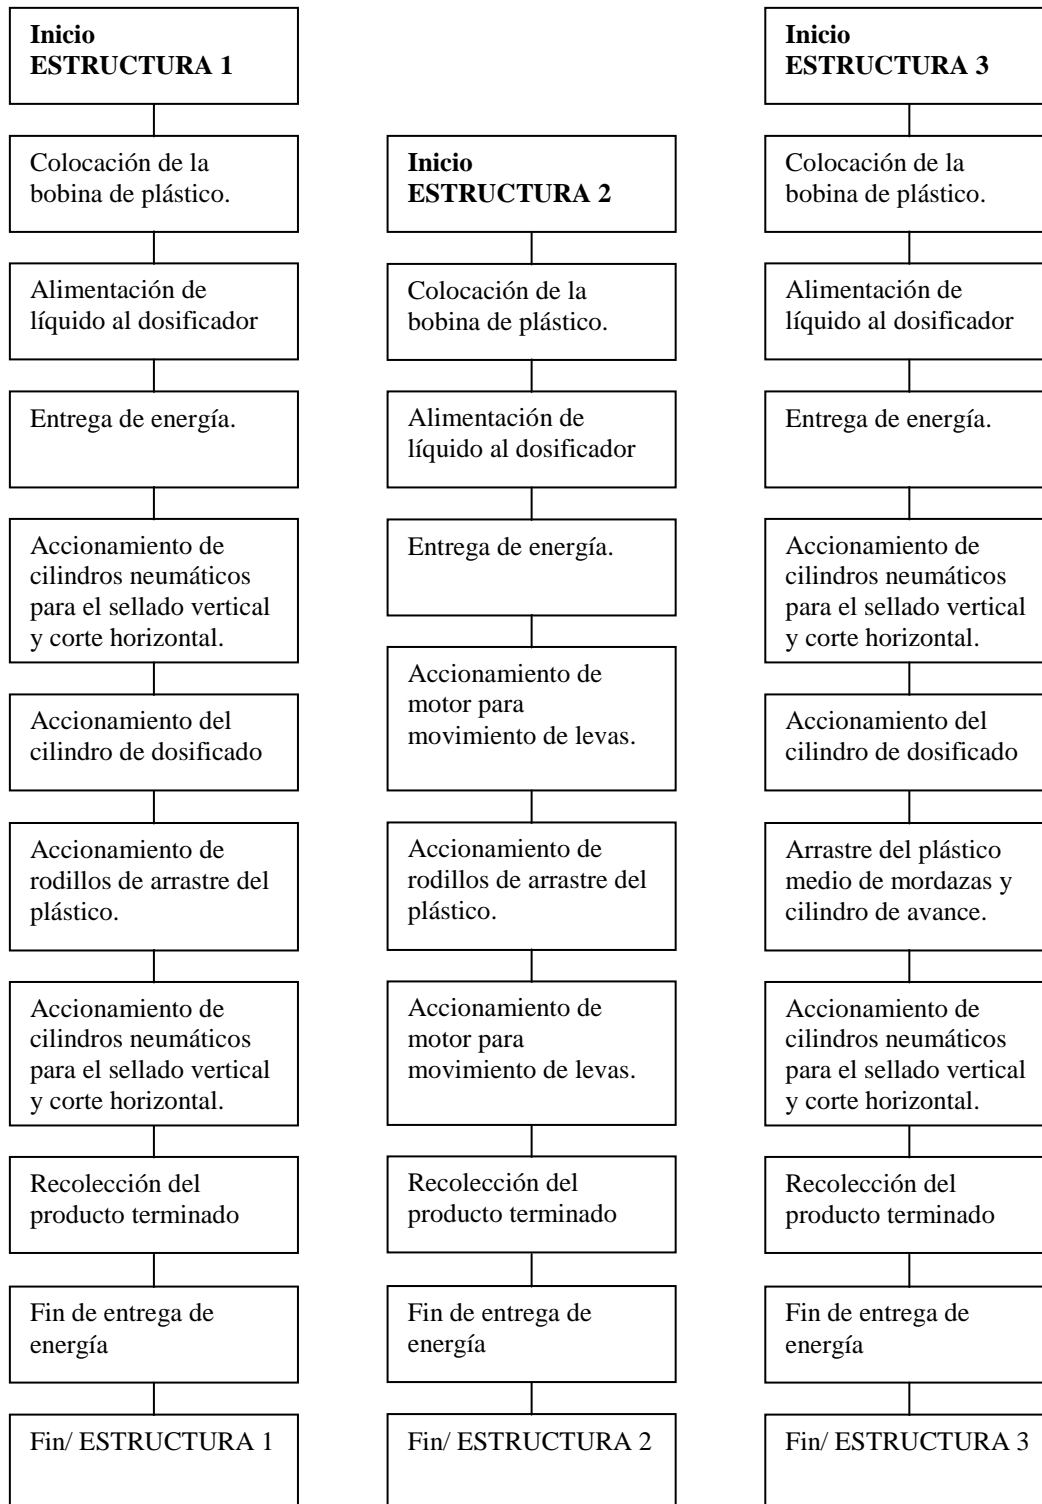 Inicio
ESTRUCTURA 1
Colocación de la
bobina de plástico.
Alimentación de
líquido al dosificador
Entrega de energía.
Accionamiento de
cilindros neumáticos
para el sellado vertical
y corte horizontal.
Accionamiento del
cilindro de dosificado
Accionamiento de
rodillos de arrastre del
plástico.
Accionamiento de
cilindros neumáticos
para el sellado vertical
y corte horizontal.
Recolección del
producto terminado
Fin de entrega de
energía
Fin/ ESTRUCTURA 1
Inicio
ESTRUCTURA 2
Colocación de la
bobina de plástico.
Alimentación de
líquido al dosificador
Entrega de energía.
Accionamiento de
motor para
movimiento de levas.
Accionamiento de
rodillos de arrastre del
plástico.
Accionamiento de
motor para
movimiento de levas.
Recolección del
producto terminado
Fin de entrega de
energía
Fin/ ESTRUCTURA 2
Inicio
ESTRUCTURA 3
Colocación de la
bobina de plástico.
Alimentación de
líquido al dosificador
Entrega de energía.
Accionamiento de
cilindros neumáticos
para el sellado vertical
y corte horizontal.
Accionamiento del
cilindro de dosificado
Arrastre del plástico
medio de mordazas y
cilindro de avance.
Accionamiento de
cilindros neumáticos
para el sellado vertical
y corte horizontal.
Recolección del
producto terminado
Fin de entrega de
energía
Fin/ ESTRUCTURA 3